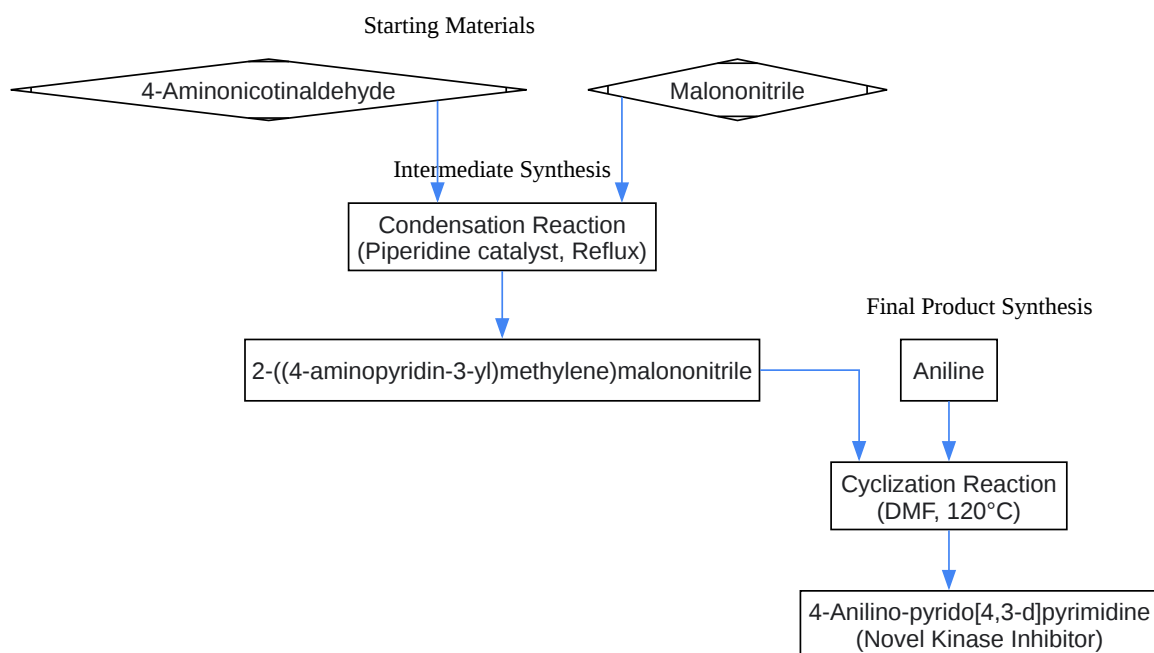 Starting Materials
4-Aminonicotinaldehyde
Malononitrile
Intermediate Synthesis
Condensation Reaction
(Piperidine catalyst, Reflux)
Final Product Synthesis
2-((4-aminopyridin-3-yl)methylene)malononitrile
Aniline
Cyclization Reaction
(DMF, 120°C)
4-Anilino-pyrido[4,3-d]pyrimidine
(Novel Kinase Inhibitor)